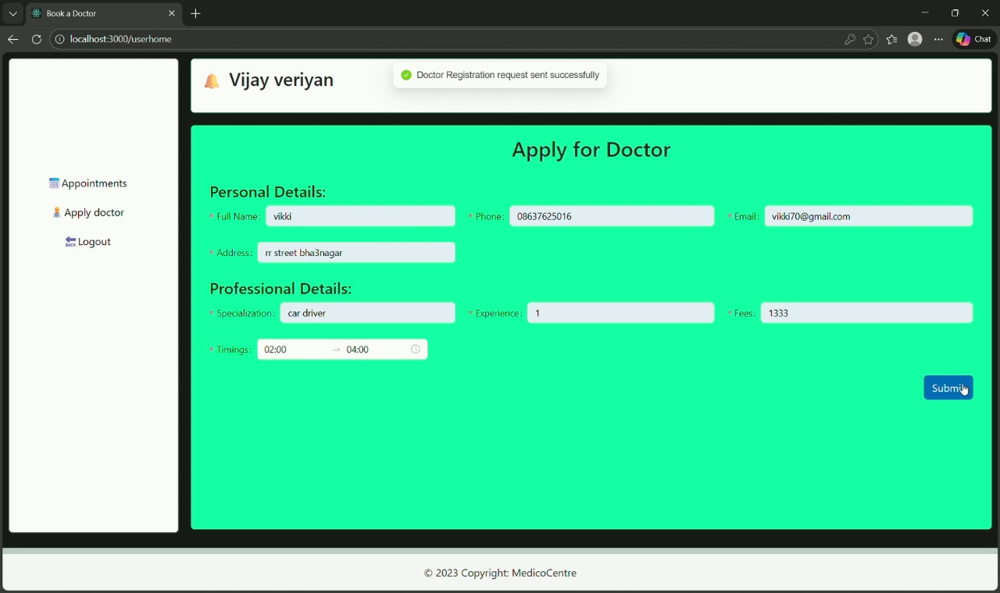 Book a Doctor
localhost:3000/userhome
Chat
Vijay veriyan
Doctor Registration request sent successfully
Appointments
Apply doctor
BACK Logout
Apply for Doctor
Personal Details:
* Full Name: vikki * Phone: 08637625016 * Email: vikki70@gmail.com
* Address: rr street bha3nagar
Professional Details:
* Specialization: car driver * Experience: 1 * Fees: 1333
* Timings: 02:00 → 04:00
Submit
© 2023 Copyright: MedicoCentre